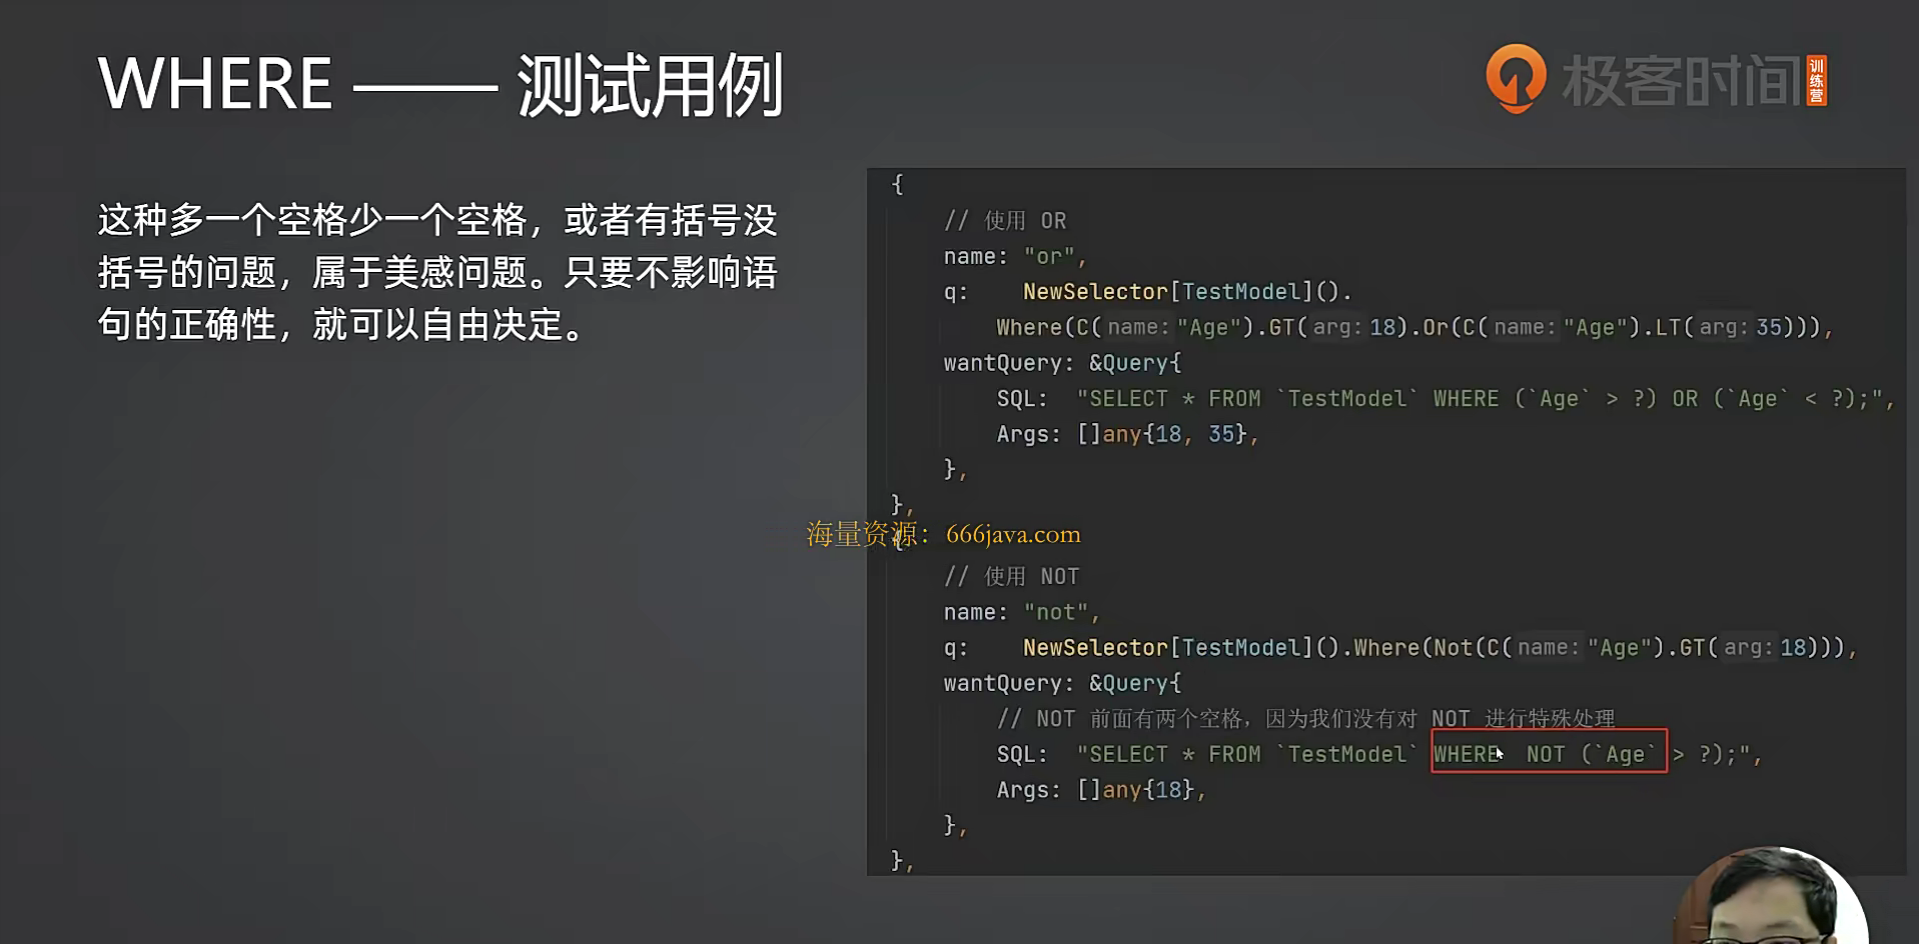 WHERE —— 测试用例
极客时间 训练营
这种多一个空格少一个空格，或者有括号没
括号的问题，属于美感问题。只要不影响语
句的正确性，就可以自由决定。
{
// 使用 OR
name: "or",
q: NewSelector[TestModel]().
Where(C( name: "Age").GT( arg: 18).Or(C( name: "Age").LT( arg: 35))),
wantQuery: &Query{
SQL: "SELECT * FROM `TestModel` WHERE (`Age` > ?) OR (`Age` < ?);",
Args: []any{18, 35},
},
},
海量资源：666java.com
{
// 使用 NOT
name: "not",
q: NewSelector[TestModel]().Where(Not(C( name: "Age").GT( arg: 18))),
wantQuery: &Query{
// NOT 前面有两个空格，因为我们没有对 NOT 进行特殊处理
SQL: "SELECT * FROM `TestModel` WHERE  NOT (`Age` > ?);",
Args: []any{18},
},
},